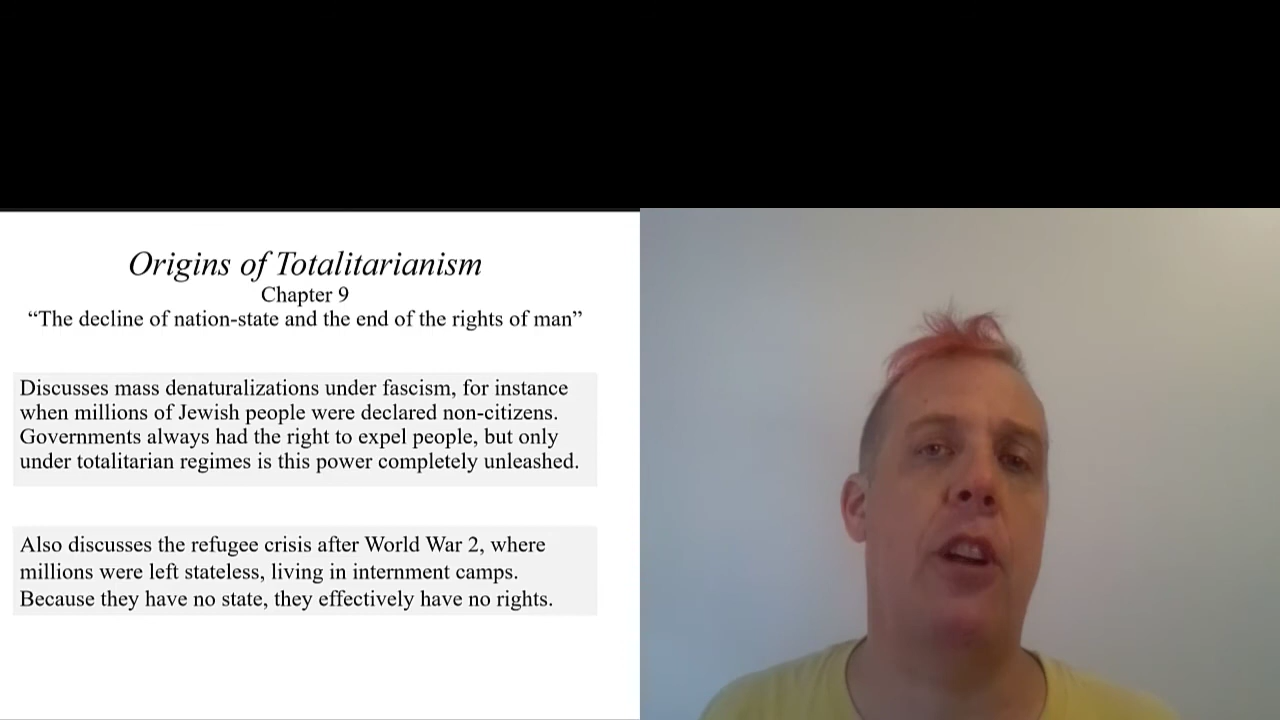 Origins of Totalitarianism
Chapter 9
“The decline of nation-state and the end of the rights of man”
Discusses mass denaturalizations under fascism, for instance
when millions of Jewish people were declared non-citizens.
Governments always had the right to expel people, but only
under totalitarian regimes is this power completely unleashed.
Also discusses the refugee crisis after World War 2, where
millions were left stateless, living in internment camps.
Because they have no state, they effectively have no rights.